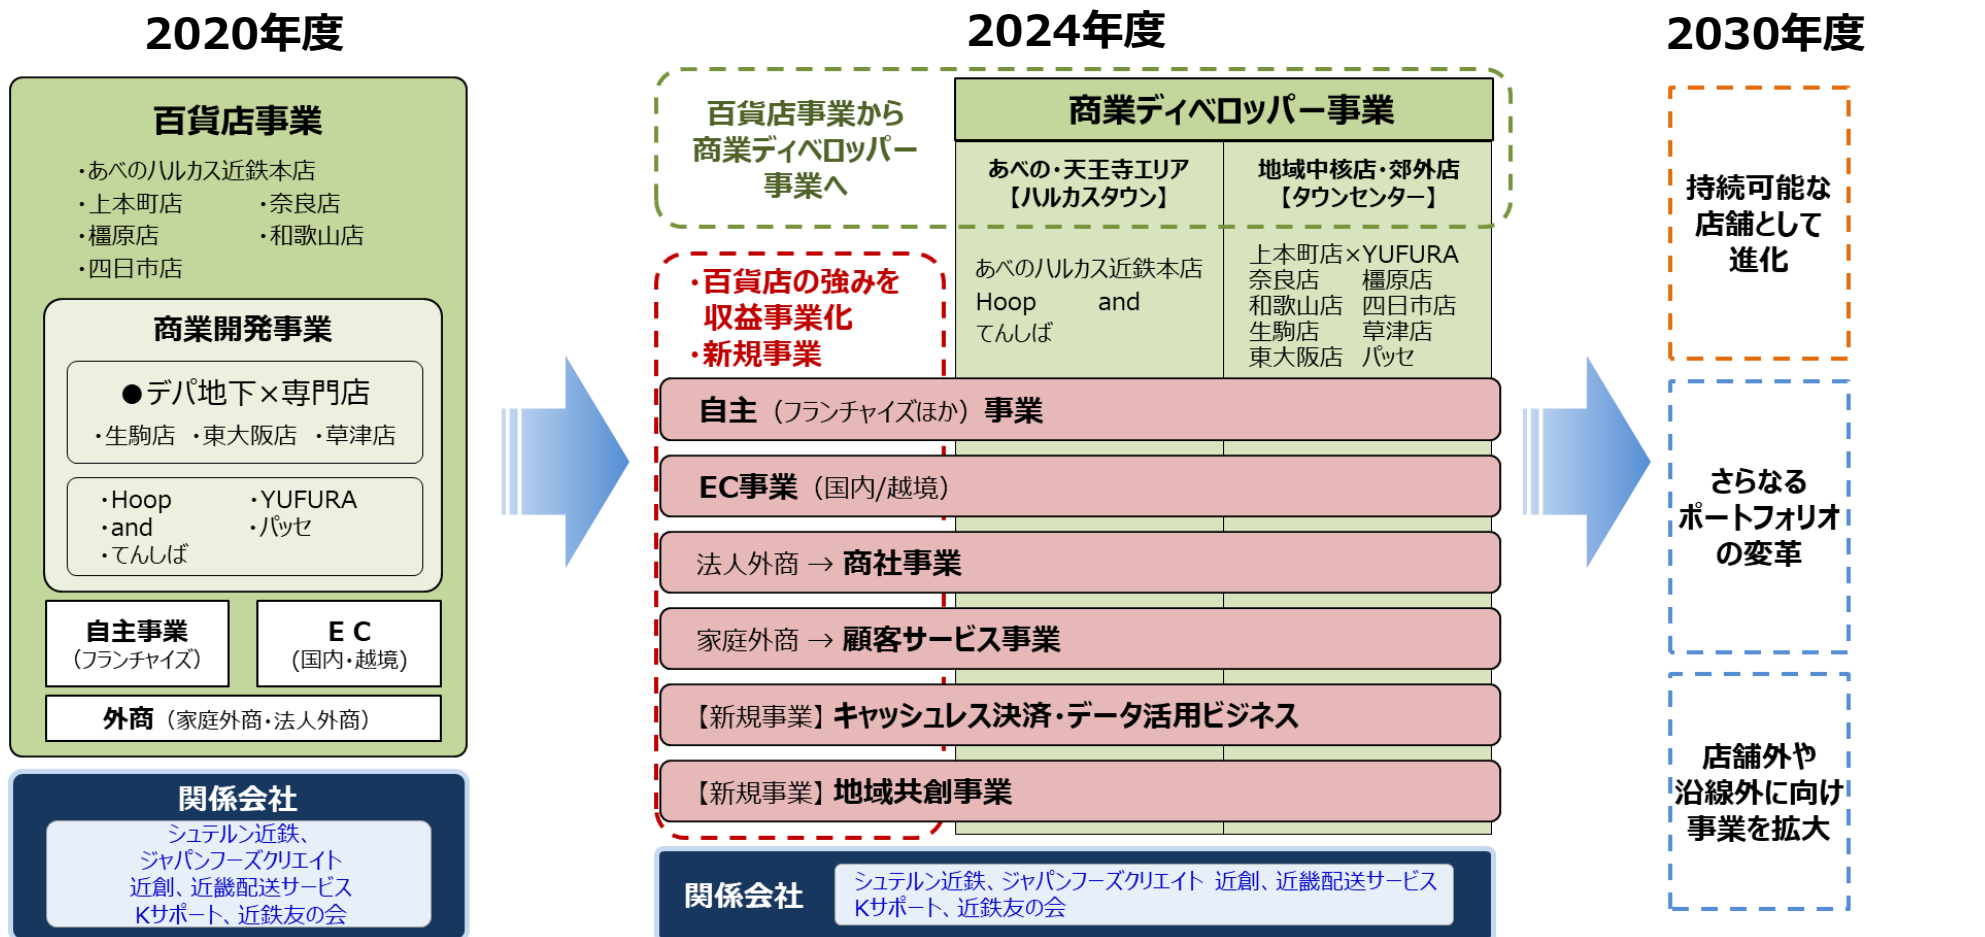 2020年度
百貨店事業
・あべのハルカス近鉄本店
・上本町店 ・奈良店
・橿原店 ・和歌山店
・四日市店
商業開発事業
●デパ地下×専門店
・生駒店 ・東大阪店 ・草津店
・Hoop ・YUFURA
・and ・パッセ
・てんしば
自主事業
（フランチャイズ）
ＥＣ
(国内・越境)
外商（家庭外商・法人外商）
関係会社
シュテルン近鉄、
ジャパンフーズクリエイト
近創、近畿配送サービス
Kサポート、近鉄友の会
2024年度
百貨店事業から
商業ディベロッパー
事業へ
商業ディベロッパー事業
あべの・天王寺エリア
【ハルカスタウン】
地域中核店・郊外店
【タウンセンター】
あべのハルカス近鉄本店
Hoop and
てんしば
上本町店×YUFURA
奈良店 橿原店
和歌山店 四日市店
生駒店 草津店
東大阪店 パッセ
・百貨店の強みを
収益事業化
・新規事業
自主（フランチャイズほか）事業
EC事業（国内/越境）
法人外商 → 商社事業
家庭外商 → 顧客サービス事業
【新規事業】キャッシュレス決済・データ活用ビジネス
【新規事業】地域共創事業
関係会社
シュテルン近鉄、ジャパンフーズクリエイト 近創、近畿配送サービス
Kサポート、近鉄友の会
2030年度
持続可能な
店舗として
進化
さらなる
ポートフォリオ
の変革
店舗外や
沿線外に向け
事業を拡大